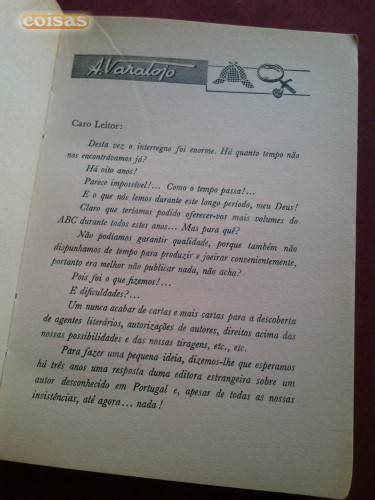 coisas
A. Varatojo
Caro Leitor:
Desta vez o interregno foi enorme. Há quanto tempo não
nos encontrávamos já?
Há oito anos!
Parece impossível!... Como o tempo passa!...
E o que nós lemos durante este longo período, meu Deus!
Claro que teríamos podido oferecer-vos mais volumes do
ABC durante todos estes anos... Mas para quê?
Não podíamos garantir qualidade, porque também não
dispunhamos de tempo para produzir e joeirar convenientemente,
portanto era melhor não publicar nada, não acha?
Pois foi o que fizemos!...
E dificuldades?...
Um nunca acabar de cartas e mais cartas para a descoberta
de agentes literários, autorizações de autores, direitos acima das
nossas possibilidades e das nossas tiragens, etc., etc.
Para fazer uma pequena ideia, dizemos-lhe que esperamos
há três anos uma resposta duma editora estrangeira sobre um
autor desconhecido em Portugal e, apesar de todas as nossas
insistências, até agora... nada!